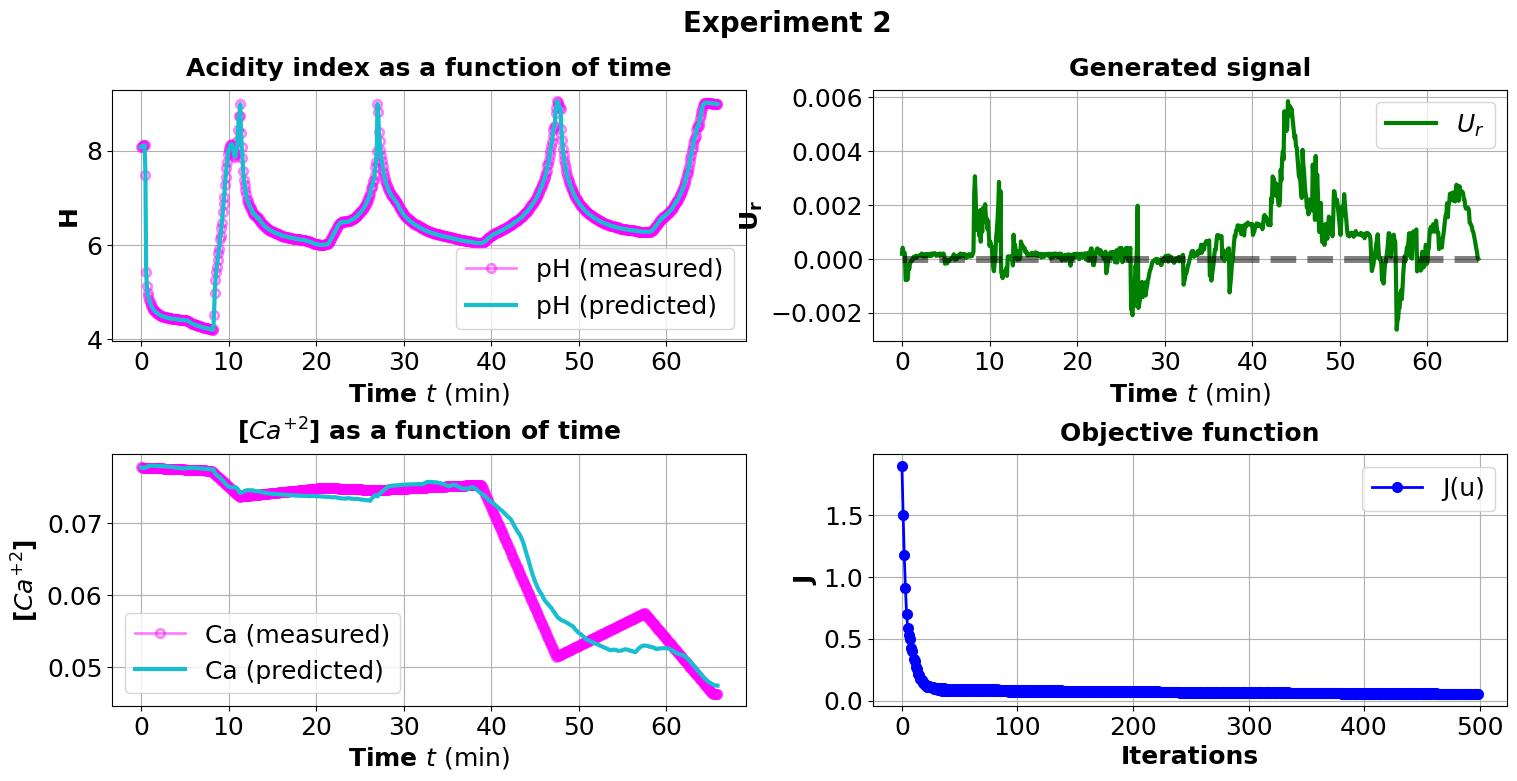 Experiment 2
Acidity index as a function of time
8
6
4
H
pH (measured)
pH (predicted)
0 10 20 30 40 50 60
Time t (min)
Generated signal
0.006
0.004
0.002
0.000
−0.002
U_r
U_r
0 10 20 30 40 50 60
Time t (min)
[Ca^{+2}] as a function of time
0.07
0.06
0.05
[Ca^{+2}]
Ca (measured)
Ca (predicted)
0 10 20 30 40 50 60
Time t (min)
Objective function
1.5
1.0
0.5
0.0
J
J(u)
0 100 200 300 400 500
Iterations